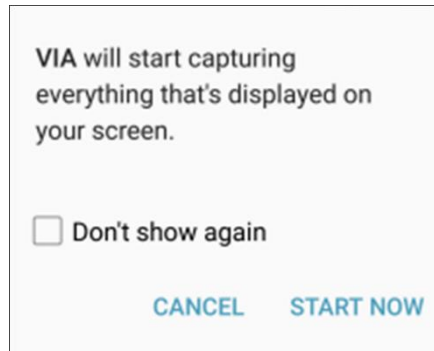 VIA will start capturing
everything that's displayed on
your screen.
Don't show again
CANCEL START NOW